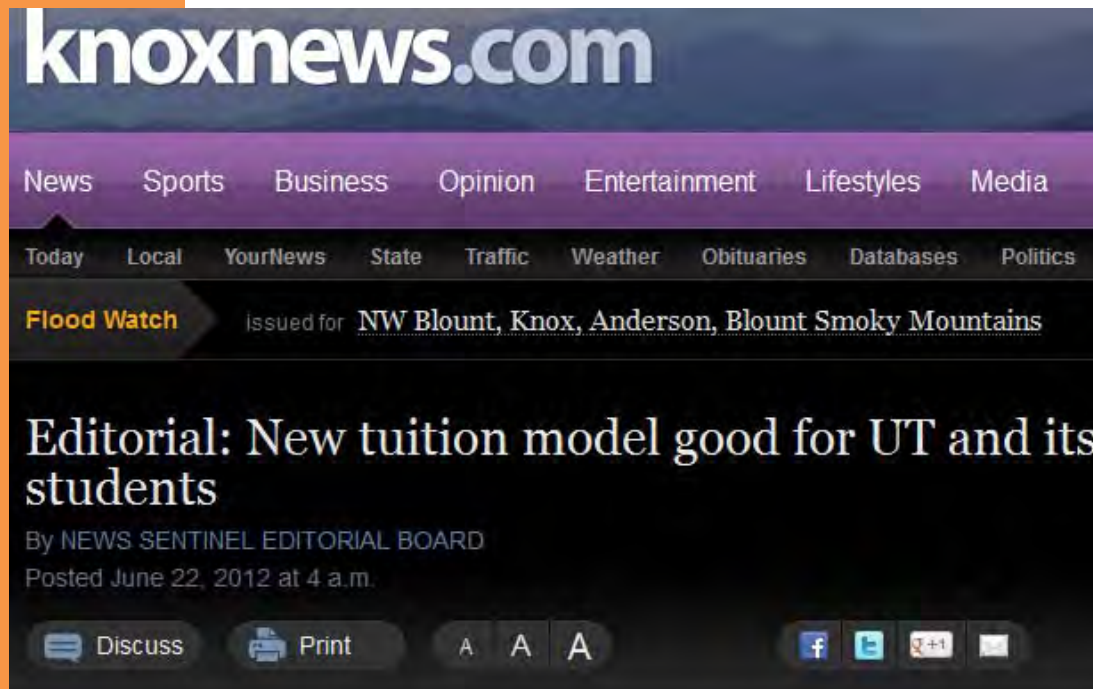 knoxnews.com
News Sports Business Opinion Entertainment Lifestyles Media
Today Local YourNews State Traffic Weather Obituaries Databases Politics
Flood Watch issued for NW Blount, Knox, Anderson, Blount Smoky Mountains
Editorial: New tuition model good for UT and its
students
By NEWS SENTINEL EDITORIAL BOARD
Posted June 22, 2012 at 4 a.m.
Discuss Print A A A f t g +1